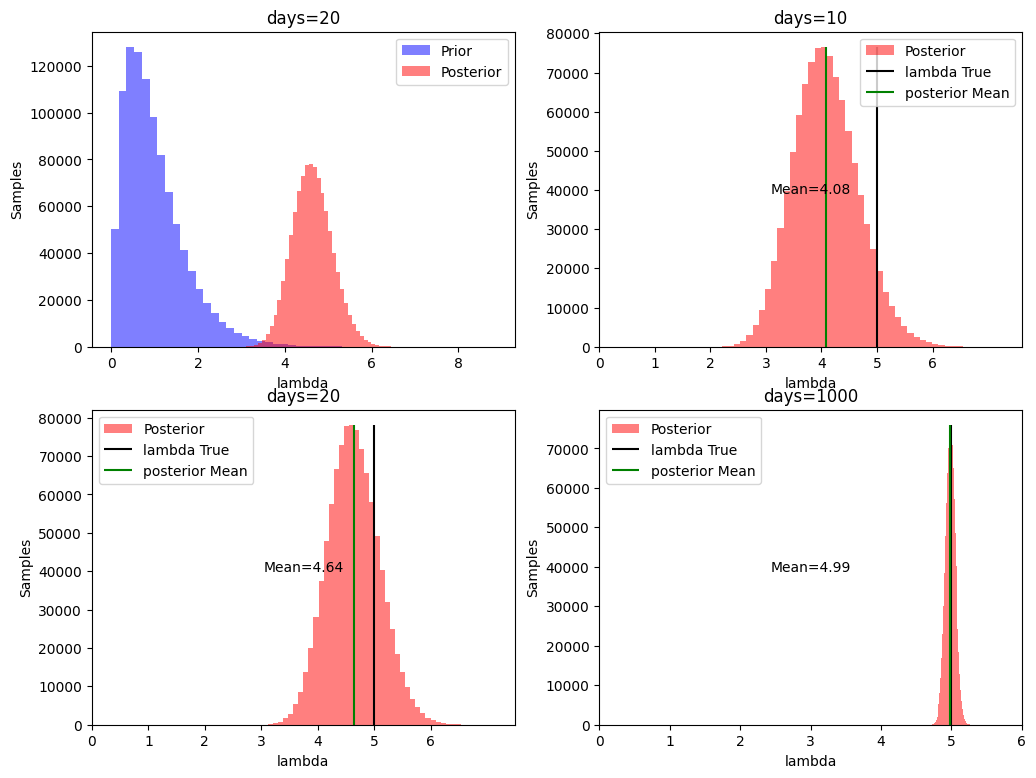 days=20
Samples
120000
100000
80000
60000
40000
20000
0
Prior
Posterior
0 2 4 6 8
lambda
days=10
Samples
80000
70000
60000
50000
40000
30000
20000
10000
0
Posterior
lambda True
posterior Mean
Mean=4.08
0 1 2 3 4 5 6
lambda
days=20
Samples
80000
70000
60000
50000
40000
30000
20000
10000
0
Posterior
lambda True
posterior Mean
Mean=4.64
0 1 2 3 4 5 6
lambda
days=1000
Samples
70000
60000
50000
40000
30000
20000
10000
0
Posterior
lambda True
posterior Mean
Mean=4.99
0 1 2 3 4 5 6
lambda